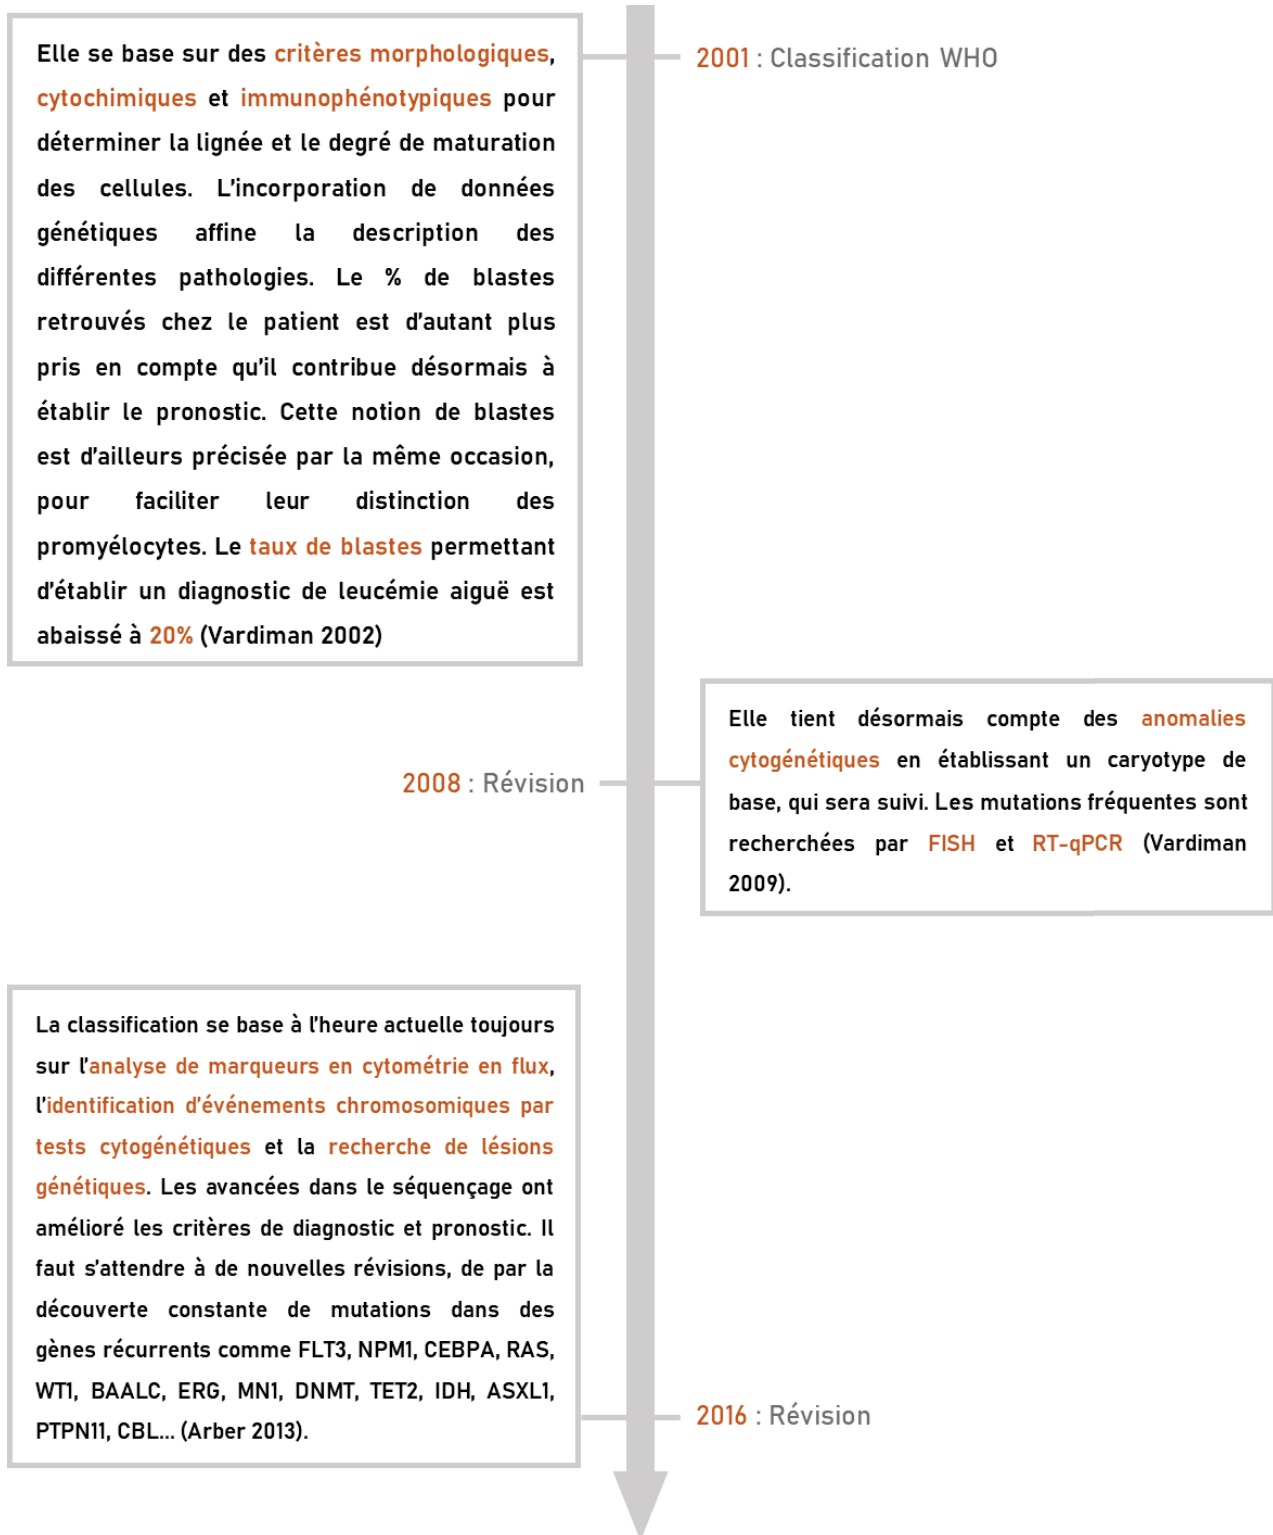 Elle se base sur des critères morphologiques,
cytochimiques et immunophénotypiques pour
déterminer la lignée et le degré de maturation
des cellules. L'incorporation de données
génétiques affine la description des
différentes pathologies. Le % de blastes
retrouvés chez le patient est d'autant plus
pris en compte qu'il contribue désormais à
établir le pronostic. Cette notion de blastes
est d'ailleurs précisée par la même occasion,
pour faciliter leur distinction des
promyélocytes. Le taux de blastes permettant
d'établir un diagnostic de leucémie aiguë est
abaissé à 20% (Vardiman 2002)
2001 : Classification WHO
2008 : Révision
Elle tient désormais compte des anomalies
cytogénétiques en établissant un caryotype de
base, qui sera suivi. Les mutations fréquentes sont
recherchées par FISH et RT-qPCR (Vardiman
2009).
La classification se base à l'heure actuelle toujours
sur l'analyse de marqueurs en cytométrie en flux,
l'identification d'événements chromosomiques par
tests cytogénétiques et la recherche de lésions
génétiques. Les avancées dans le séquençage ont
amélioré les critères de diagnostic et pronostic. Il
faut s'attendre à de nouvelles révisions, de par la
découverte constante de mutations dans des
gènes récurrents comme FLT3, NPM1, CEBPA, RAS,
WT1, BAALC, ERG, MN1, DNMT, TET2, IDH, ASXL1,
PTPN11, CBL... (Arber 2013).
2016 : Révision